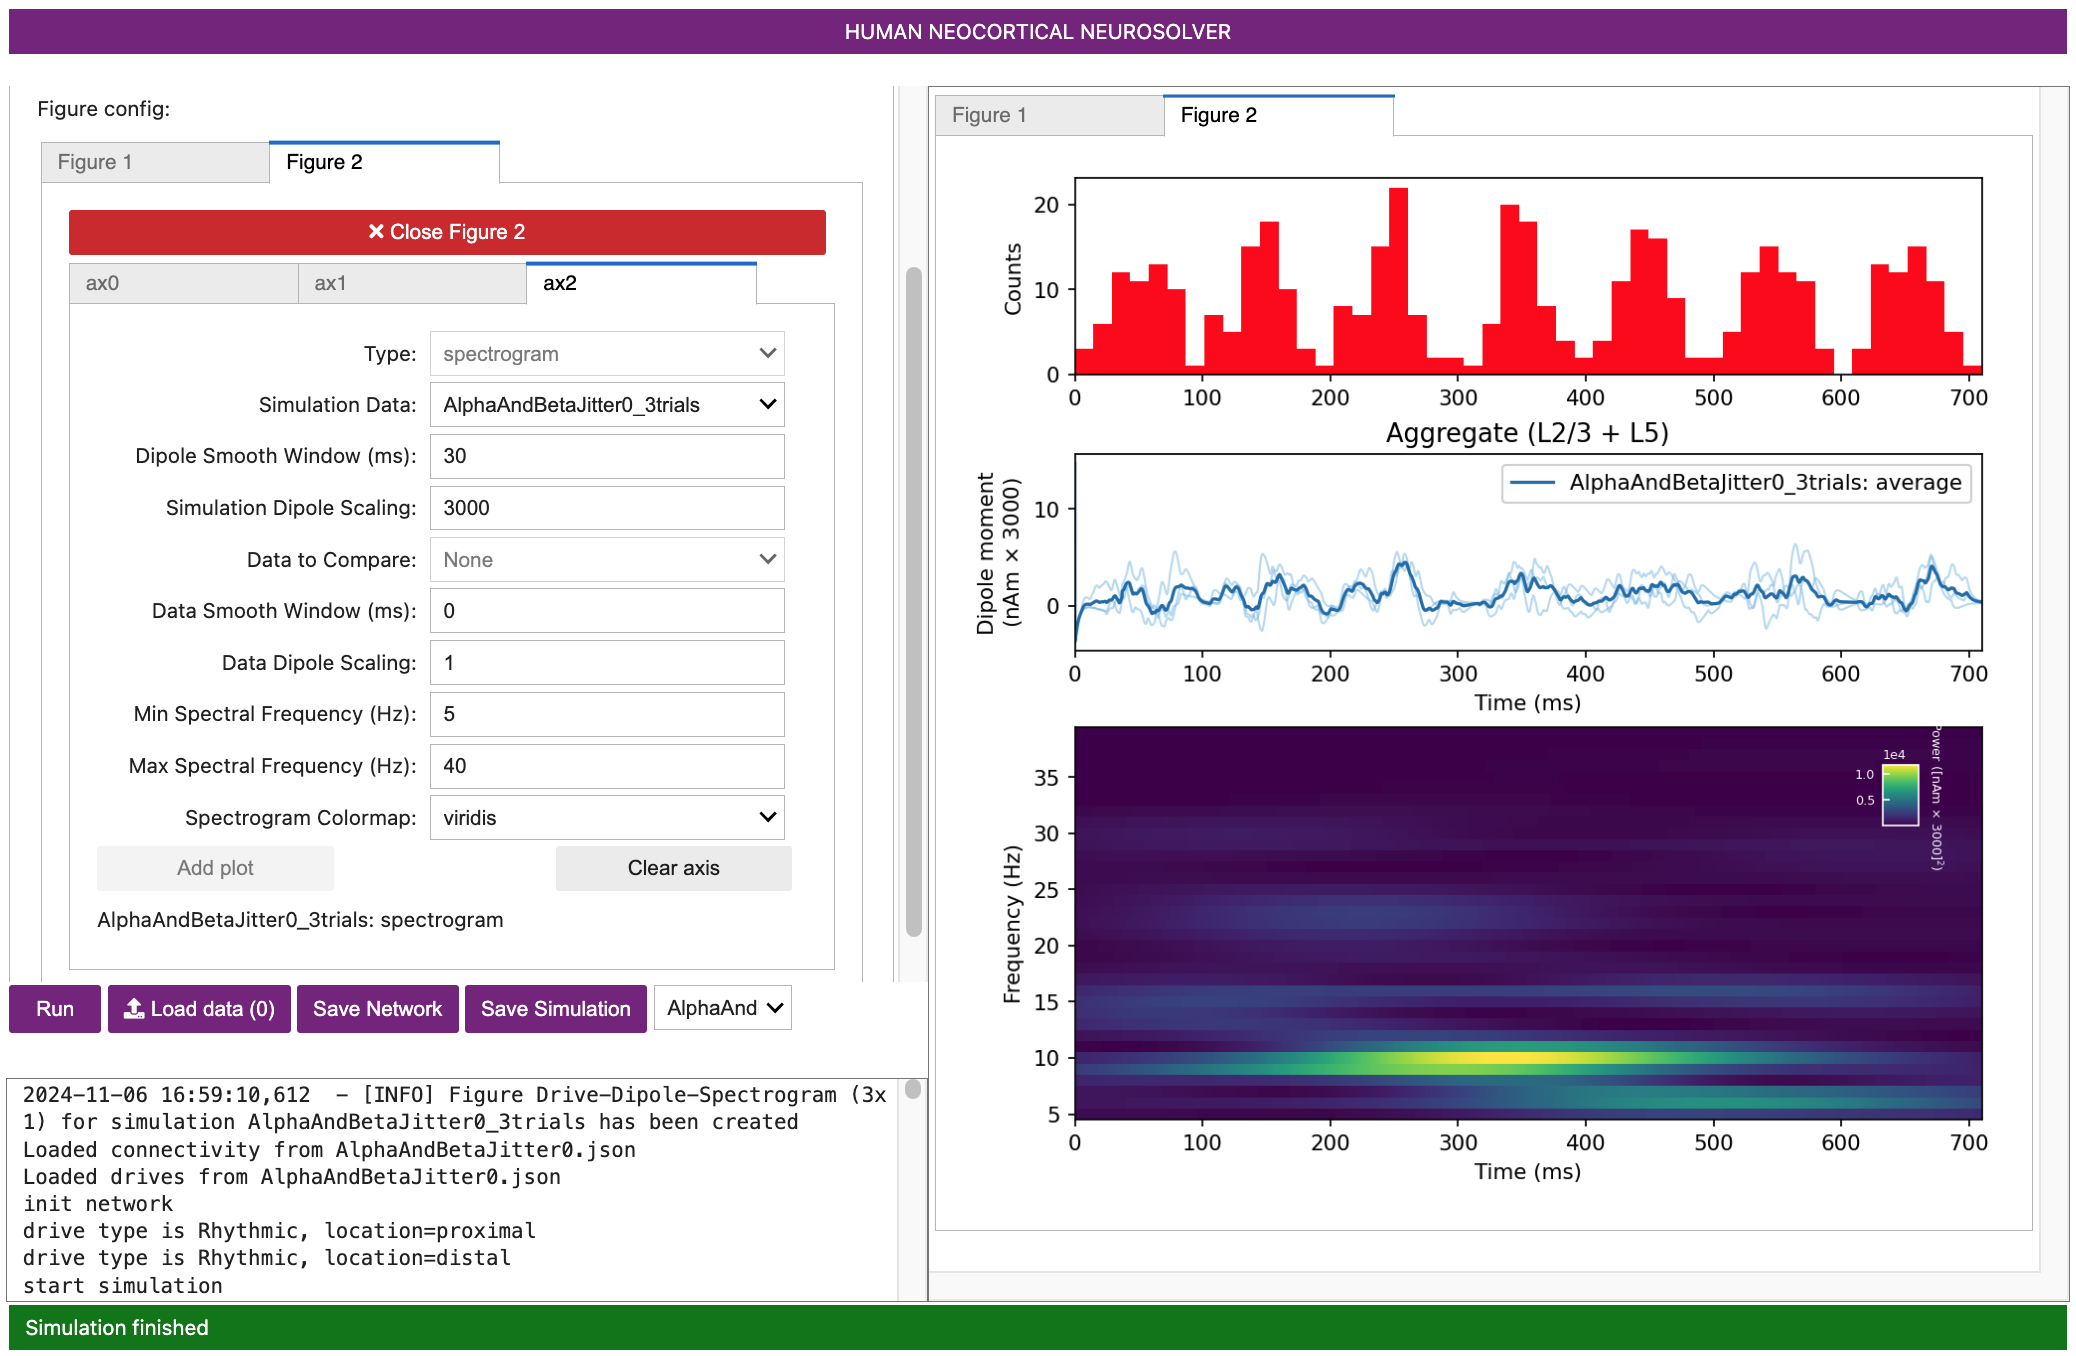 HUMAN NEOCORTICAL NEUROSOLVER
Figure config:
Figure 1
Figure 2
Close Figure 2
ax0
ax1
ax2
Type: spectrogram
Simulation Data: AlphaAndBetaJitter0_3trials
Dipole Smooth Window (ms): 30
Simulation Dipole Scaling: 3000
Data to Compare: None
Data Smooth Window (ms): 0
Data Dipole Scaling: 1
Min Spectral Frequency (Hz): 5
Max Spectral Frequency (Hz): 40
Spectrogram Colormap: viridis
Add plot
Clear axis
AlphaAndBetaJitter0_3trials: spectrogram
Run
Load data (0)
Save Network
Save Simulation
AlphaAnd
2024-11-06 16:59:10,612 - [INFO] Figure Drive-Dipole-Spectrogram (3x
1) for simulation AlphaAndBetaJitter0_3trials has been created
Loaded connectivity from AlphaAndBetaJitter0.json
Loaded drives from AlphaAndBetaJitter0.json
init network
drive type is Rhythmic, location=proximal
drive type is Rhythmic, location=distal
start simulation
Simulation finished
Figure 1
Figure 2
Counts
20
10
0
0 100 200 300 400 500 600 700
Aggregate (L2/3 + L5)
Dipole moment
(nAm × 3000)
AlphaAndBetaJitter0_3trials: average
10
0
0 100 200 300 400 500 600 700
Time (ms)
Frequency (Hz)
35
30
25
20
15
10
5
1e4
1.0
0.5
Power ([nAm × 3000]²)
0 100 200 300 400 500 600 700
Time (ms)